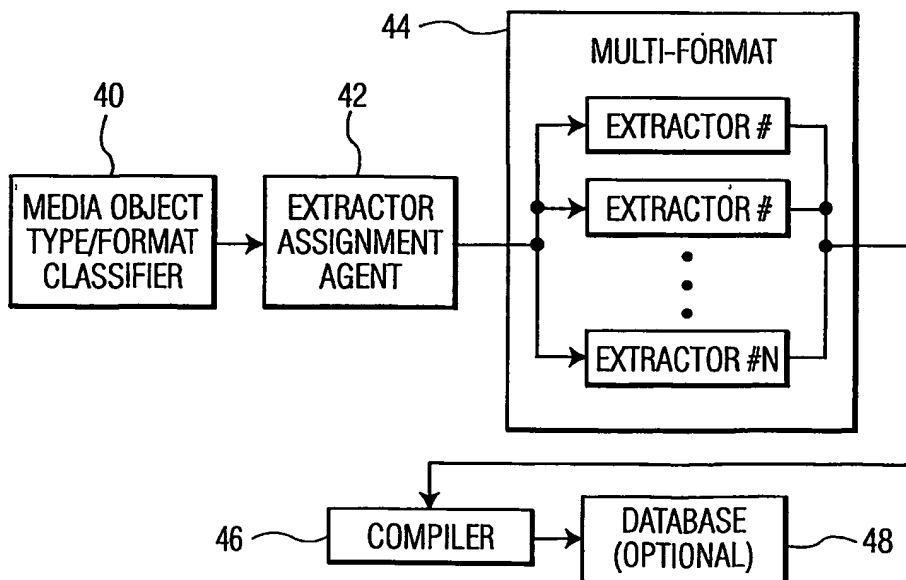 44
MULTI-FORMAT
40
42
EXTRACTOR #
MEDIA OBJECT
TYPE/FORMAT
CLASSIFIER
EXTRACTOR
ASSIGNMENT
AGENT
EXTRACTOR #
EXTRACTOR #N
46
COMPILER
DATABASE
(OPTIONAL)
48